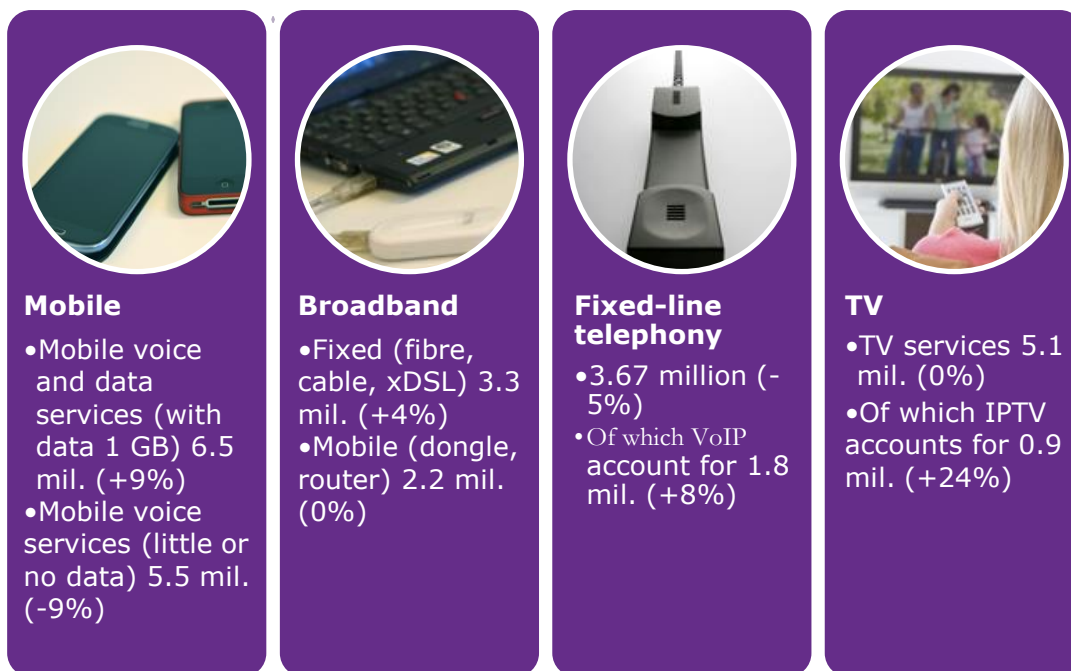 Mobile
•Mobile voice
and data
services (with
data 1 GB) 6.5
mil. (+9%)
•Mobile voice
services (little or
no data) 5.5 mil.
(-9%)
Broadband
•Fixed (fibre,
cable, xDSL) 3.3
mil. (+4%)
•Mobile (dongle,
router) 2.2 mil.
(0%)
Fixed-line
telephony
•3.67 million (-
5%)
•Of which VoIP
account for 1.8
mil. (+8%)
TV
•TV services 5.1
mil. (0%)
•Of which IPTV
accounts for 0.9
mil. (+24%)